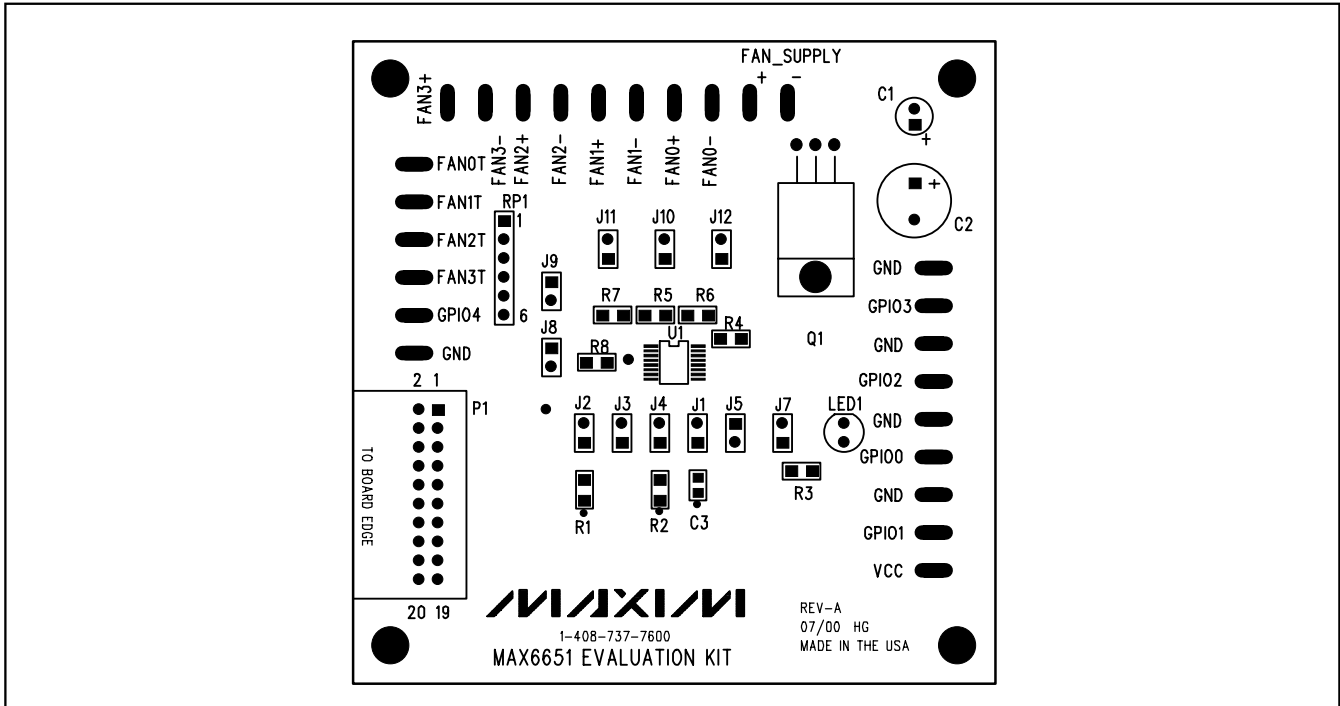 FAN_SUPPLY
+ -
FAN3+
C1
+
FAN3-
FAN2+
FAN2-
FAN1+
FAN1-
FAN0+
FAN0-
FAN0T
FAN1T
RP1
1
+
J11
J10
J12
C2
FAN2T
J9
GND
FAN3T
R7
R5
R6
GPIO3
GPIO4
6
J8
U1
R4
Q1
GND
GND
R8
GPIO2
2 1
P1
J2
J3
J4
J1
J5
J7
LED1
GND
TO BOARD EDGE
GPIO0
R3
GND
R1
R2
C3
GPIO1
VCC
20 19
MAXIM
1-408-737-7600
MAX6651 EVALUATION KIT
REV-A
07/00 HG
MADE IN THE USA